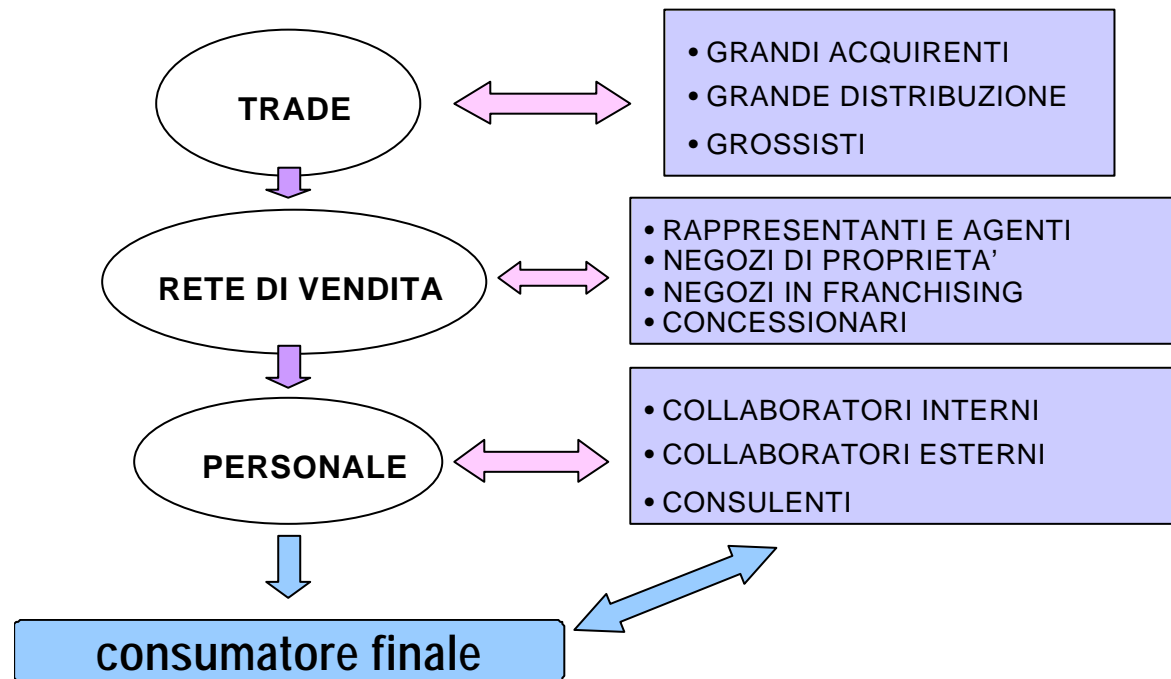 TRADE
• GRANDI ACQUIRENTI
• GRANDE DISTRIBUZIONE
• GROSSISTI
RETE DI VENDITA
• RAPPRESENTANTI E AGENTI
• NEGOZI DI PROPRIETA’
• NEGOZI IN FRANCHISING
• CONCESSIONARI
PERSONALE
• COLLABORATORI INTERNI
• COLLABORATORI ESTERNI
• CONSULENTI
consumatore finale